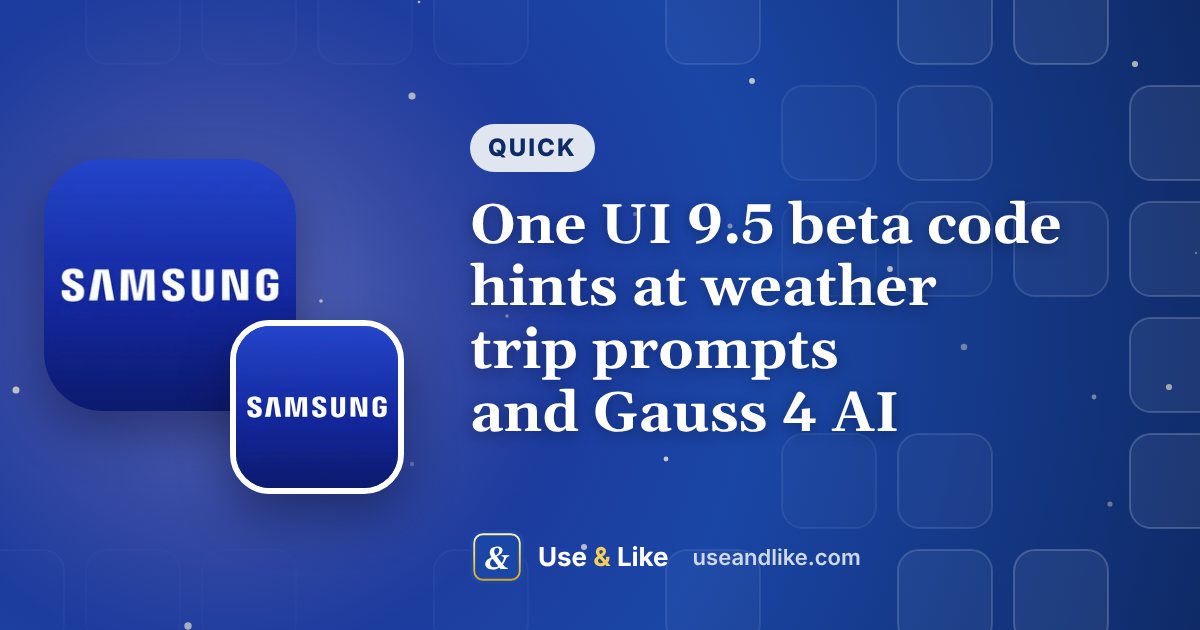 SAMSUNG
SAMSUNG
QUICK
One UI 9.5 beta code
hints at weather
trip prompts
and Gauss 4 AI
& Use & Like useandlike.com